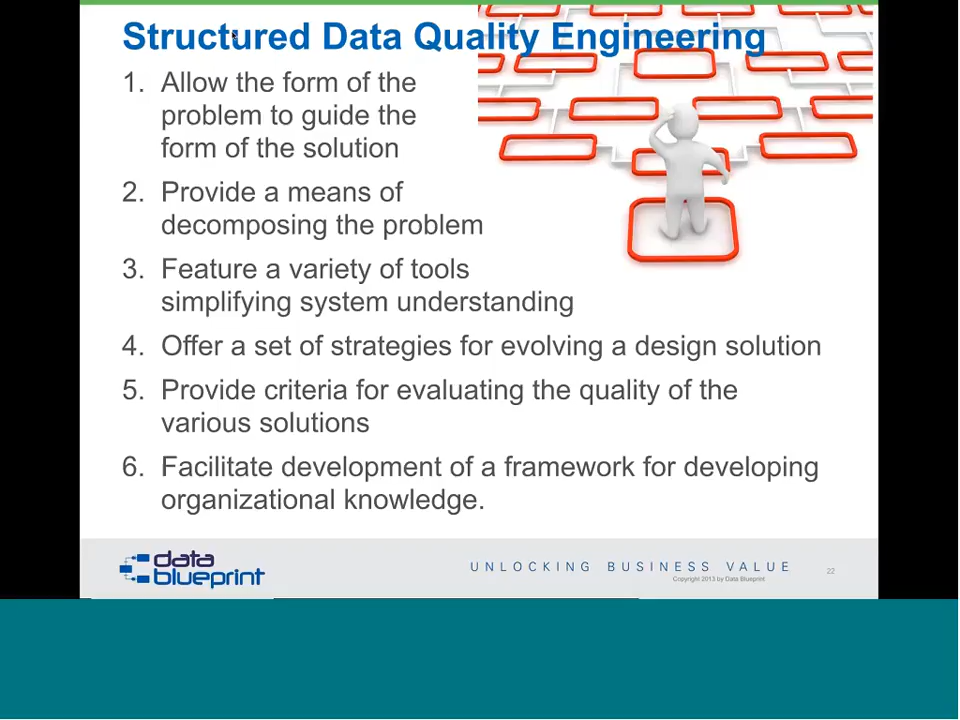 Structured Data Quality Engineering
1. Allow the form of the
problem to guide the
form of the solution
2. Provide a means of
decomposing the problem
3. Feature a variety of tools
simplifying system understanding
4. Offer a set of strategies for evolving a design solution
5. Provide criteria for evaluating the quality of the
various solutions
6. Facilitate development of a framework for developing
organizational knowledge.
data
blueprint
UNLOCKING BUSINESS VALUE
Copyright 2013 by Data Blueprint
22